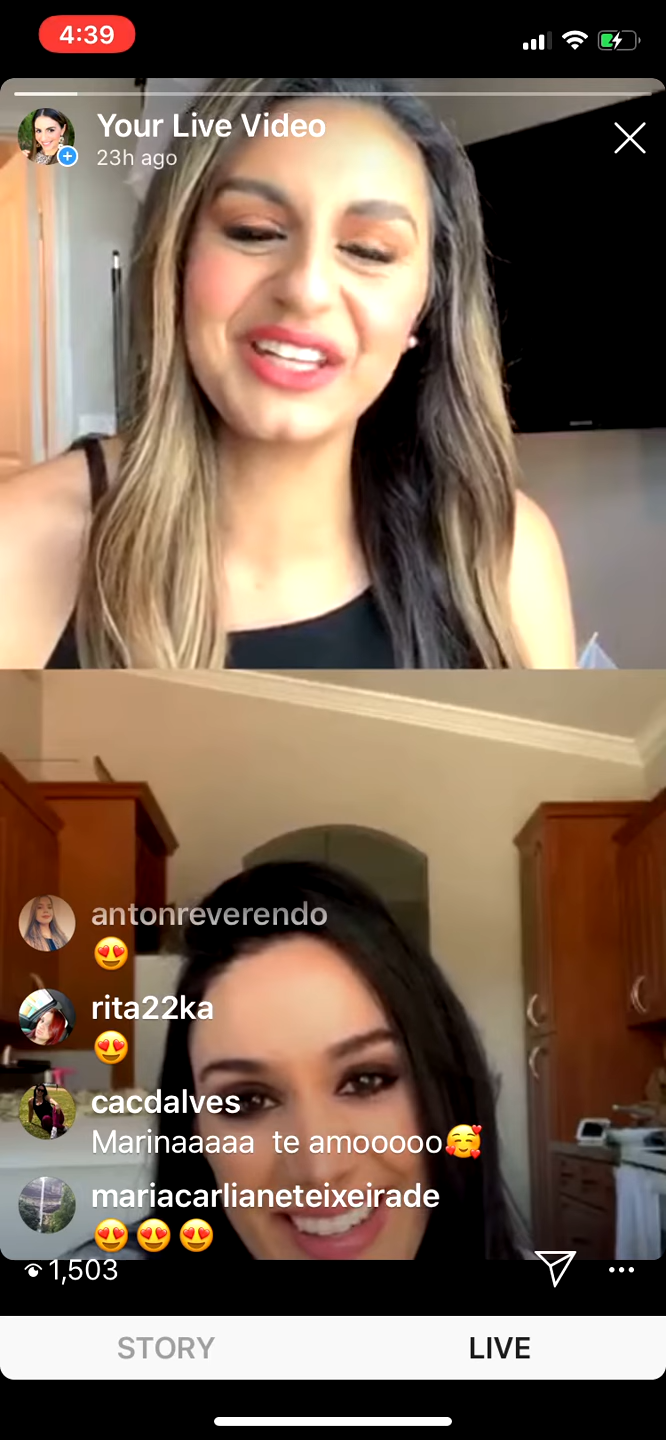 4:39
Your Live Video
23h ago
antonreverendo
😍
rita22ka
😍
cacdalves
Marinaaaaa te amooooo🥰
mariacarlianeteixeirade
😍😍😍
1,503
STORY
LIVE